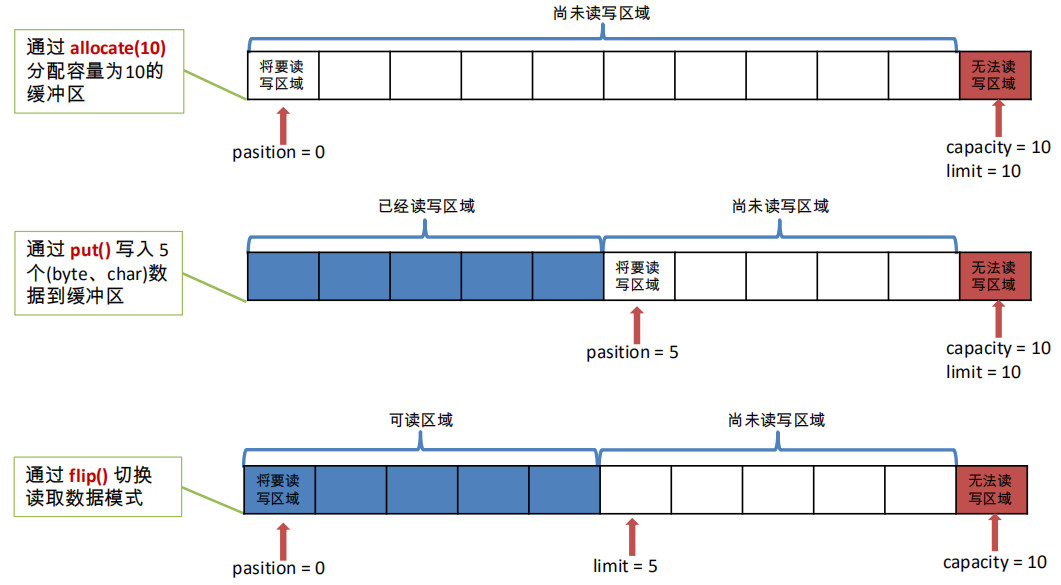 尚未读写区域
通过 allocate(10)
分配容量为10的
缓冲区
将要读
写区域
无法读
写区域
pasition = 0
capacity = 10
limit = 10
已经读写区域
尚未读写区域
通过 put() 写入 5
个(byte、char)数
据到缓冲区
将要读
写区域
无法读
写区域
pasition = 5
capacity = 10
limit = 10
可读区域
尚未读写区域
通过 flip() 切换
读取数据模式
将要读
写区域
无法读
写区域
pasition = 0
limit = 5
capacity = 10